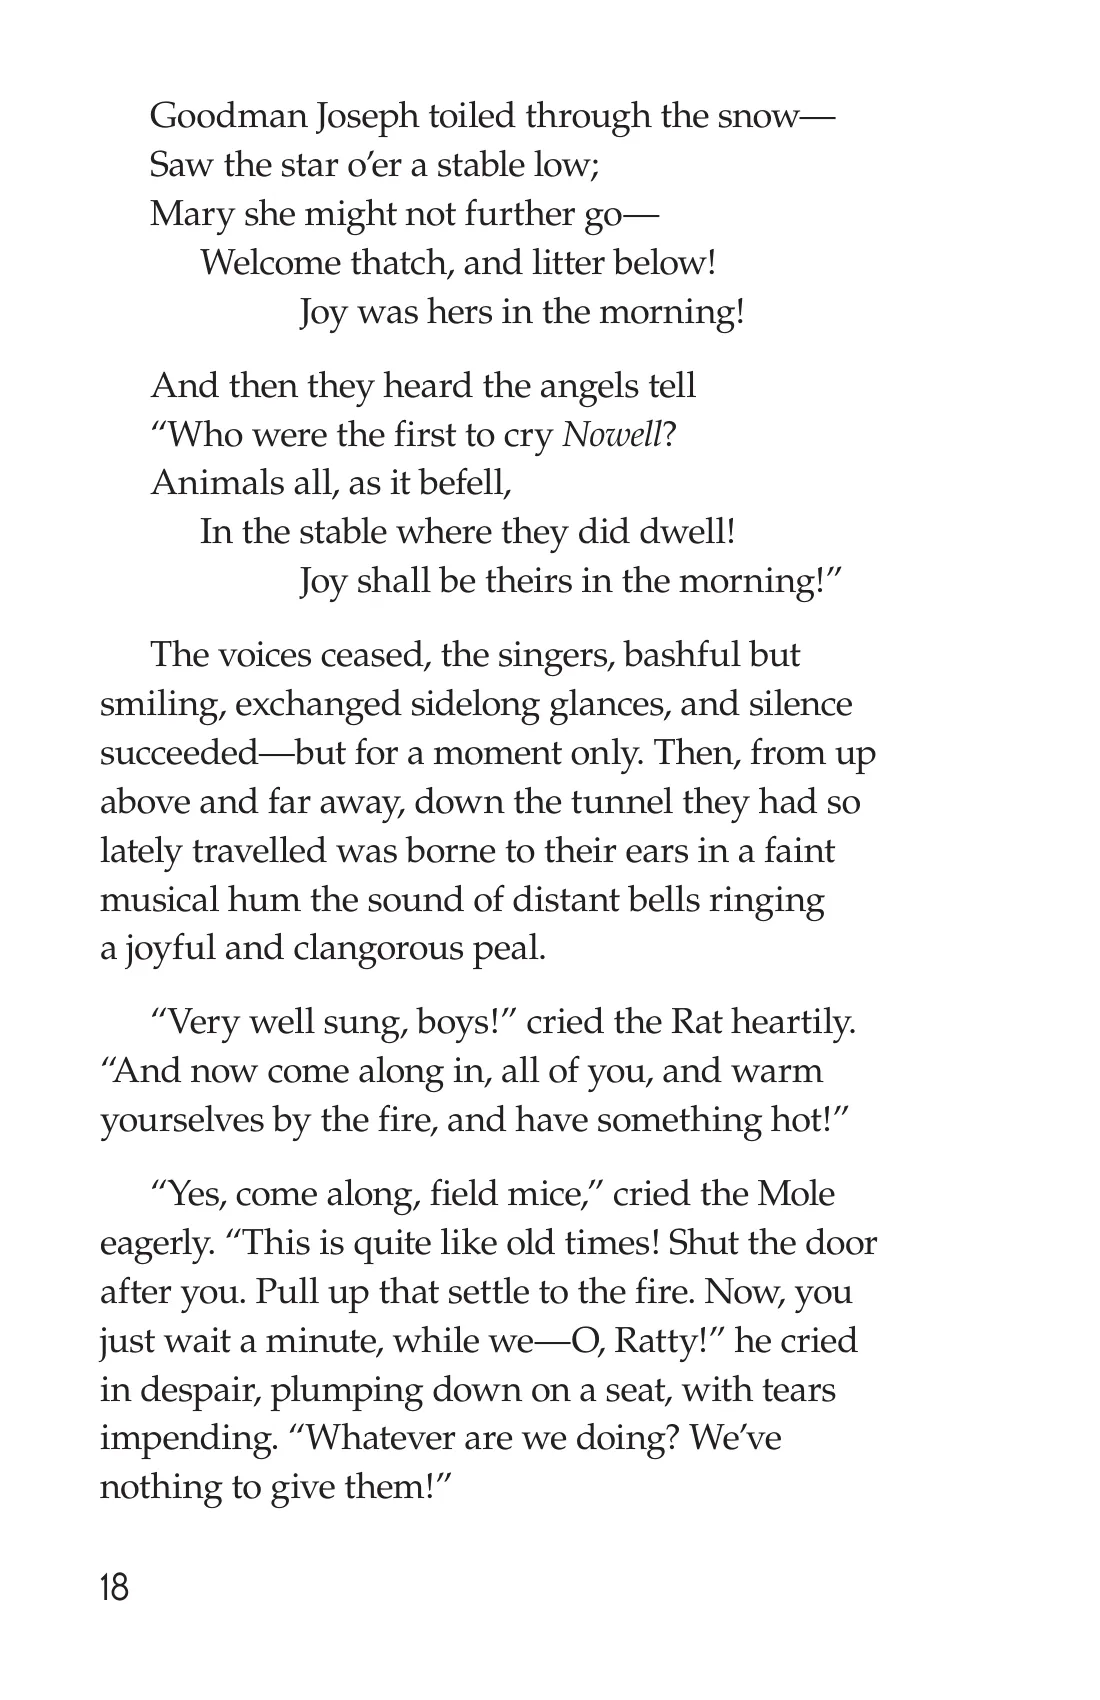 Goodman Joseph toiled through the snow—
Saw the star o’er a stable low;
Mary she might not further go—
Welcome thatch, and litter below!
Joy was hers in the morning!
And then they heard the angels tell
“Who were the first to cry Nowell?
Animals all, as it befell,
In the stable where they did dwell!
Joy shall be theirs in the morning!”
The voices ceased, the singers, bashful but
smiling, exchanged sidelong glances, and silence
succeeded—but for a moment only. Then, from up
above and far away, down the tunnel they had so
lately travelled was borne to their ears in a faint
musical hum the sound of distant bells ringing
a joyful and clangorous peal.
“Very well sung, boys!” cried the Rat heartily.
“And now come along in, all of you, and warm
yourselves by the fire, and have something hot!”
“Yes, come along, field mice,” cried the Mole
eagerly. “This is quite like old times! Shut the door
after you. Pull up that settle to the fire. Now, you
just wait a minute, while we—O, Ratty!” he cried
in despair, plumping down on a seat, with tears
impending. “Whatever are we doing? We’ve
nothing to give them!”
18